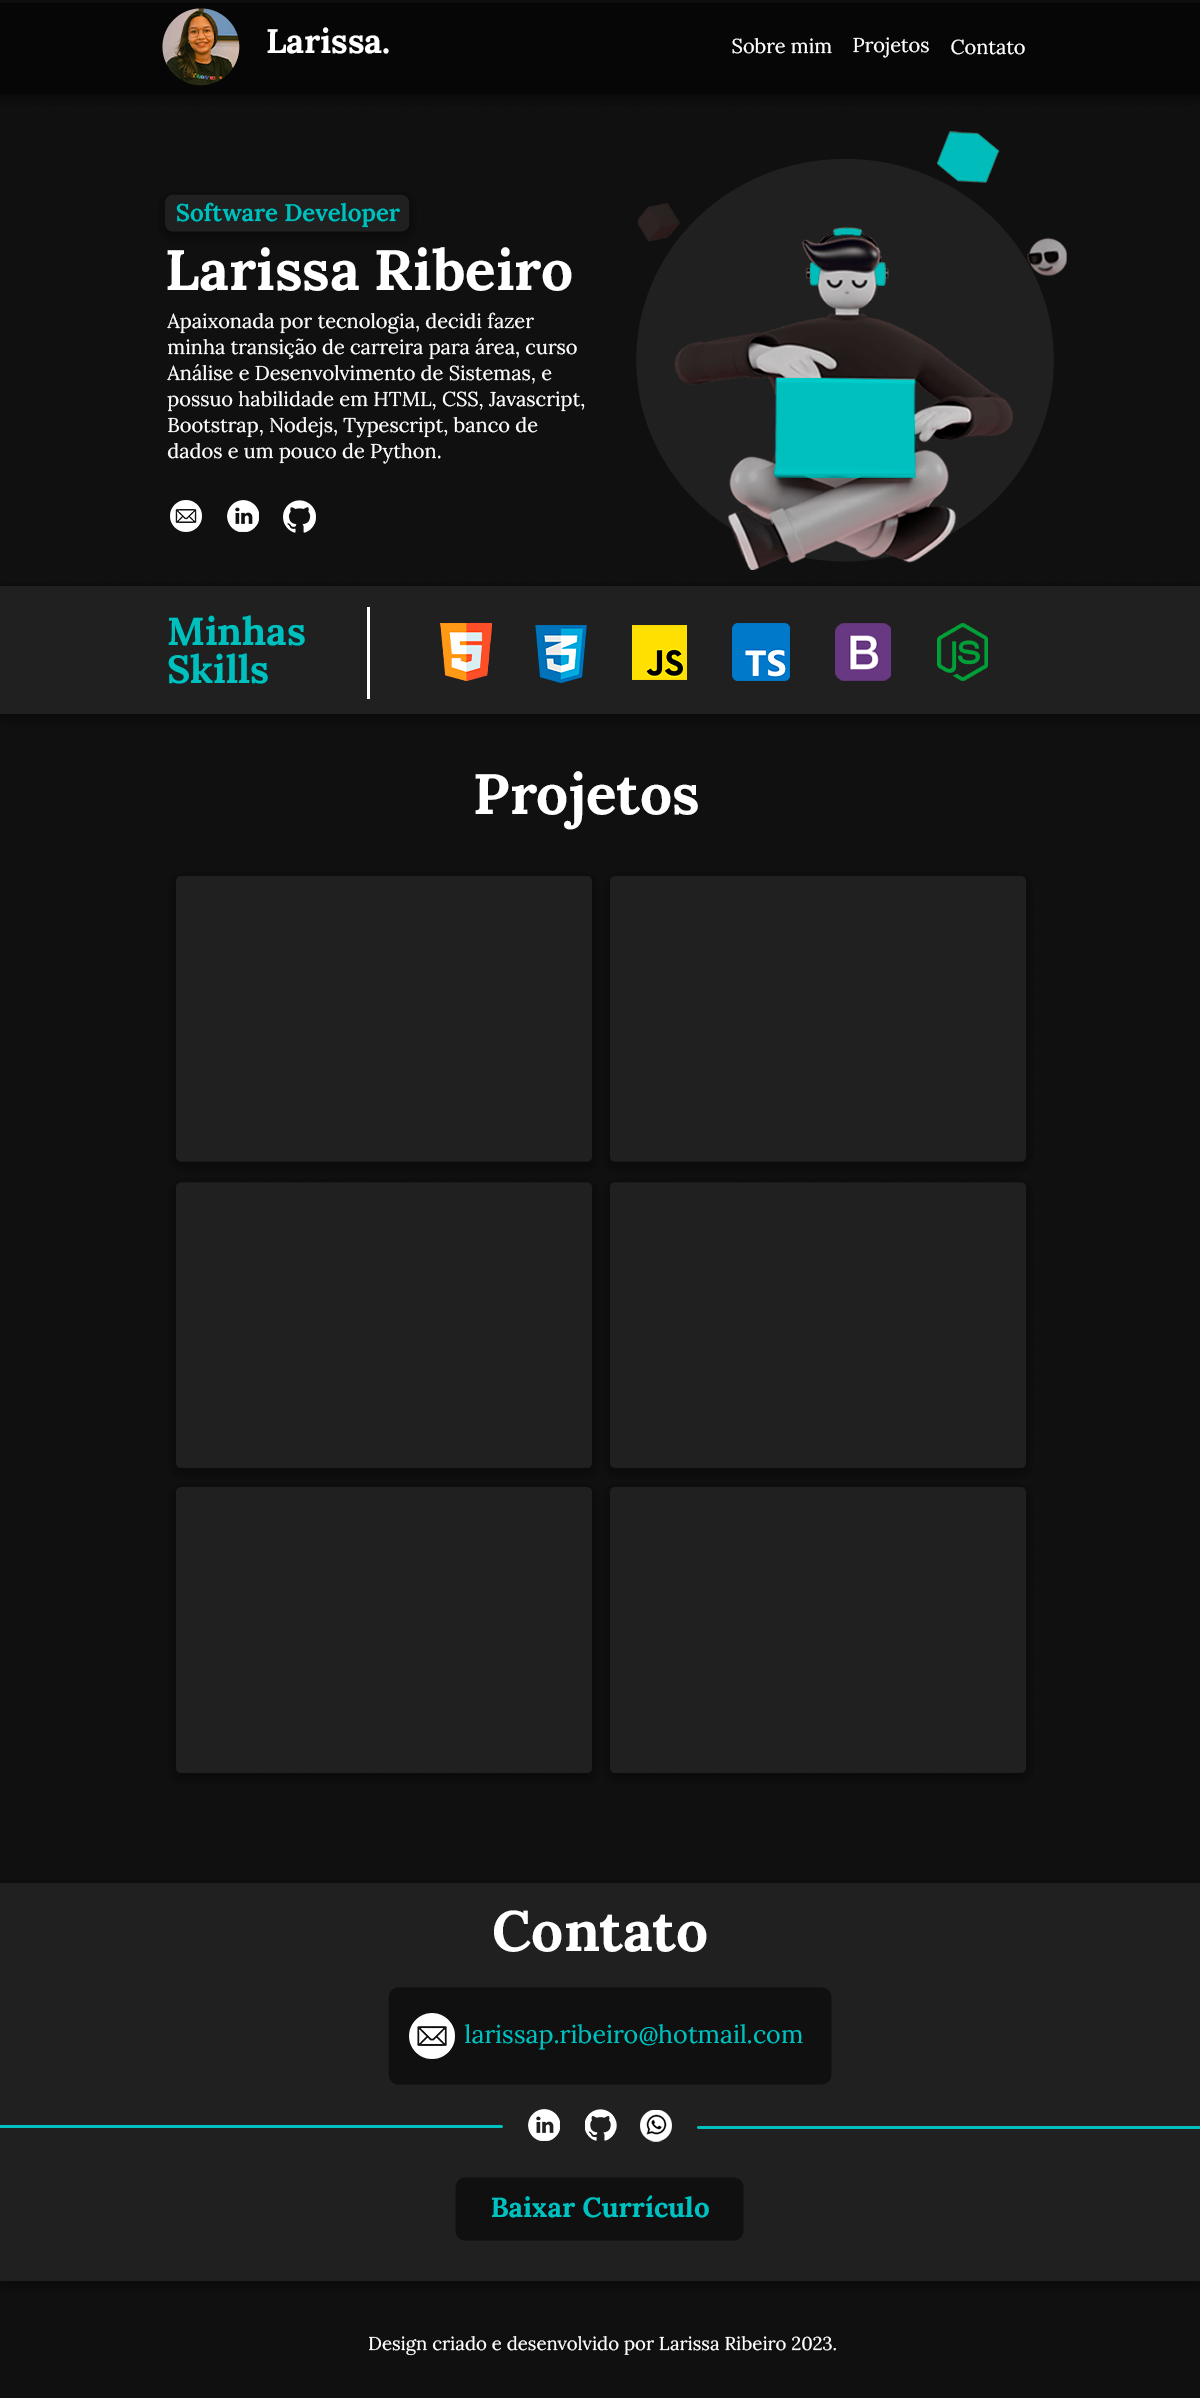 Larissa.
Sobre mim Projetos Contato
Software Developer
Larissa Ribeiro
Apaixonada por tecnologia, decidi fazer
minha transição de carreira para área, curso
Análise e Desenvolvimento de Sistemas, e
possuo habilidade em HTML, CSS, Javascript,
Bootstrap, Nodejs, Typescript, banco de
dados e um pouco de Python.
in
Minhas
Skills
5 3 JS TS B JS
Projetos
Contato
larissap.ribeiro@hotmail.com
in
Baixar Currículo
Design criado e desenvolvido por Larissa Ribeiro 2023.